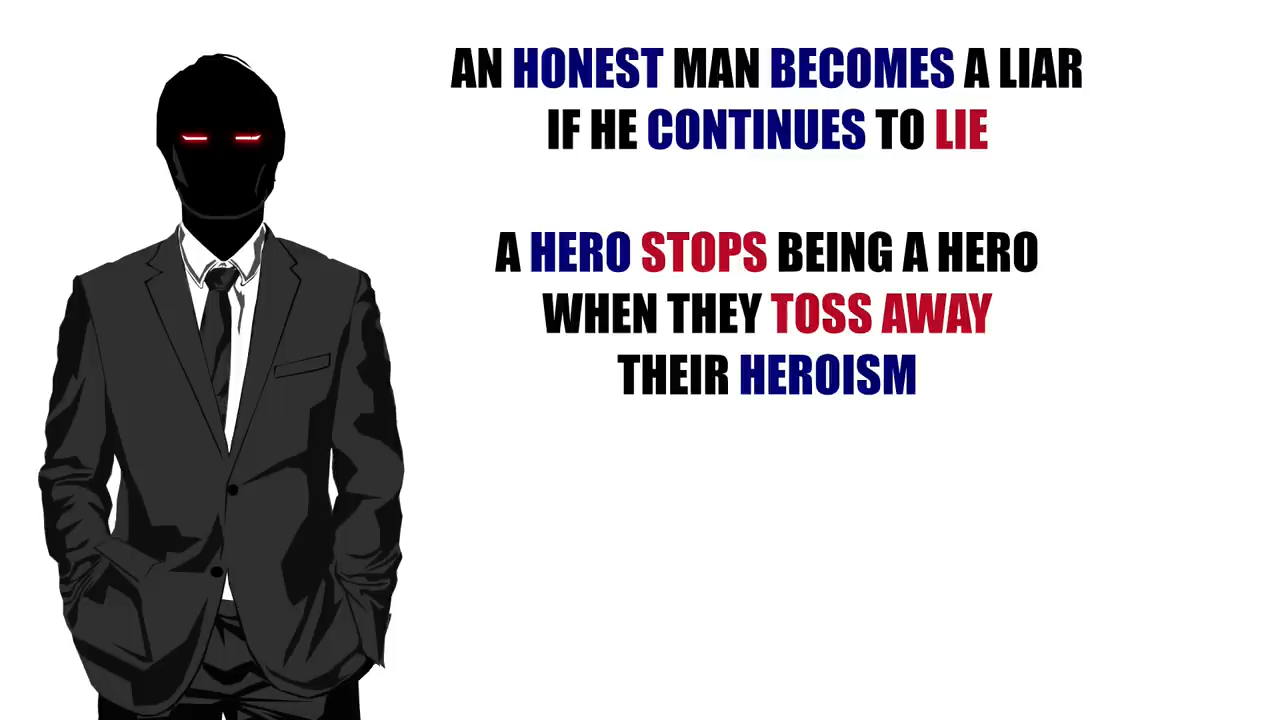 AN HONEST MAN BECOMES A LIAR
IF HE CONTINUES TO LIE
A HERO STOPS BEING A HERO
WHEN THEY TOSS AWAY
THEIR HEROISM